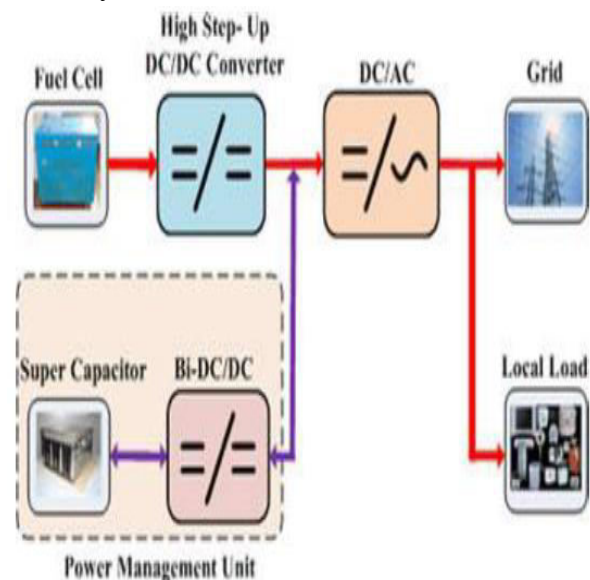 High Step- Up
DC/DC Converter
Fuel Cell
DC/AC
Grid
Super Capacitor
Bi-DC/DC
Local Load
Power Management Unit